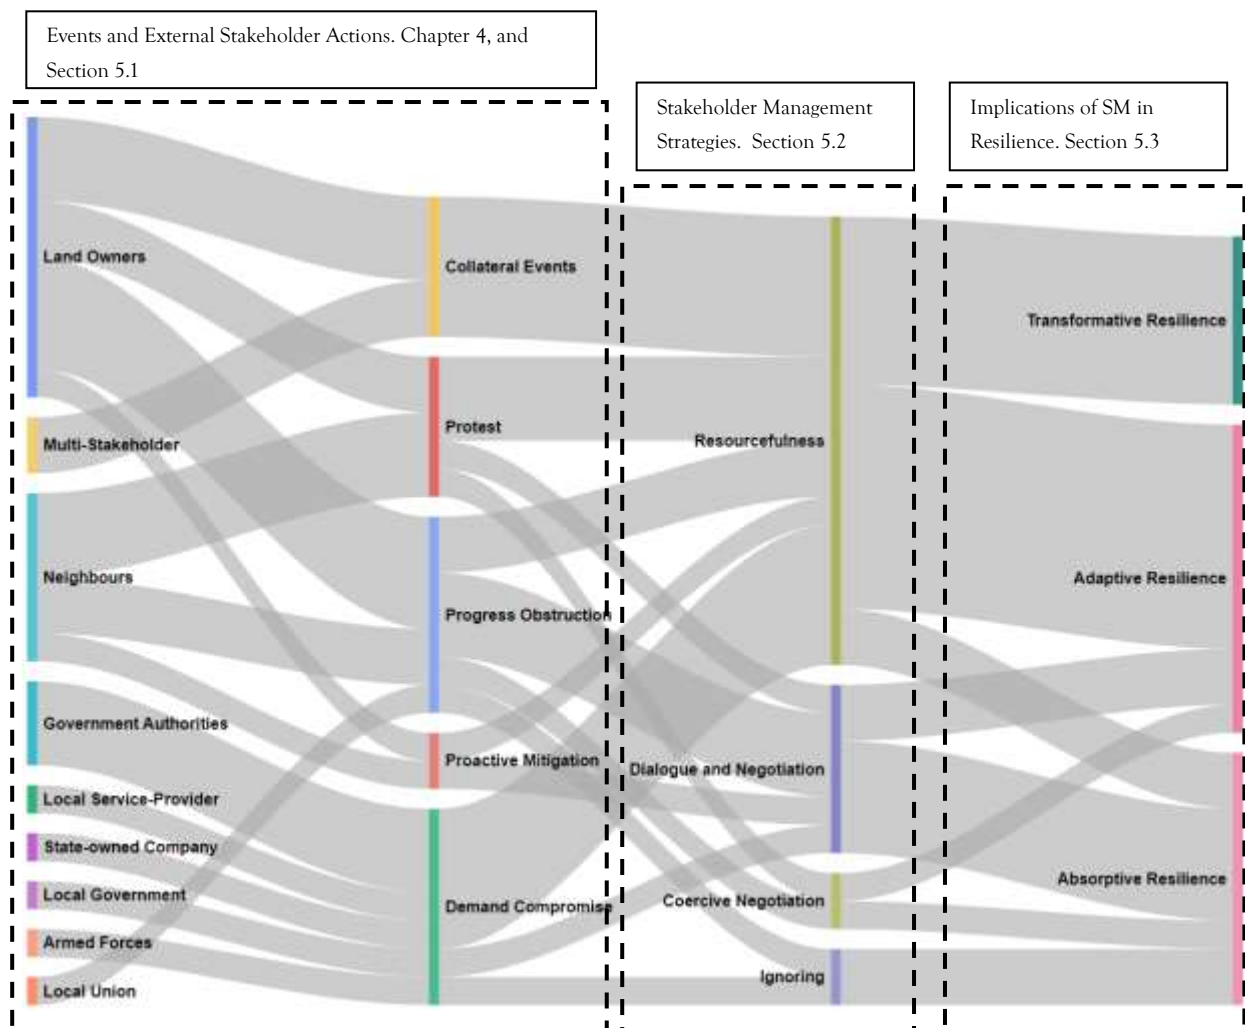 Events and External Stakeholder Actions. Chapter 4, and
Section 5.1
Stakeholder Management
Strategies. Section 5.2
Implications of SM in
Resilience. Section 5.3
Land Owners
Multi-Stakeholder
Neighbours
Government Authorities
Local Service-Provider
State-owned Company
Local Government
Armed Forces
Local Union
Collateral Events
Protest
Progress Obstruction
Proactive Mitigation
Demand Compromise
Resourcefulness
Dialogue and Negotiation
Coercive Negotiation
Ignoring
Transformative Resilience
Adaptive Resilience
Absorptive Resilience